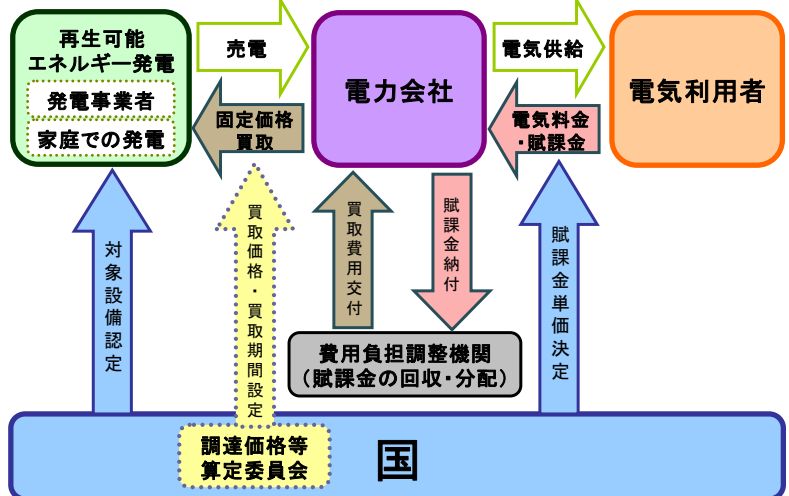 再生可能
エネルギー発電
発電事業者
家庭での発電
売電
固定価格
買取
電力会社
電気供給
電気料金
・賦課金
電気利用者
対象設備認定
買取価格・買取期間設定
買取費用交付
賦課金納付
賦課金単価決定
費用負担調整機関
（賦課金の回収・分配）
調達価格等
算定委員会
国